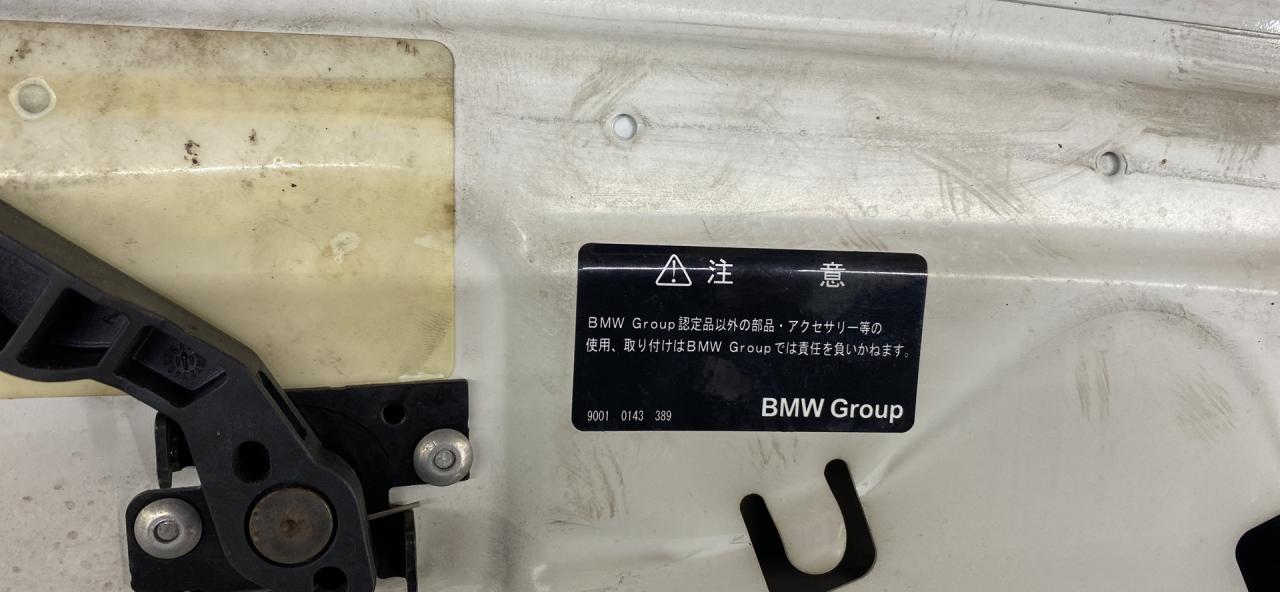 ⚠ 注 意
BMW Group認定品以外の部品・アクセサリー等の
使用、取り付けはBMW Groupでは責任を負いかねます。
9001 0143 389
BMW Group